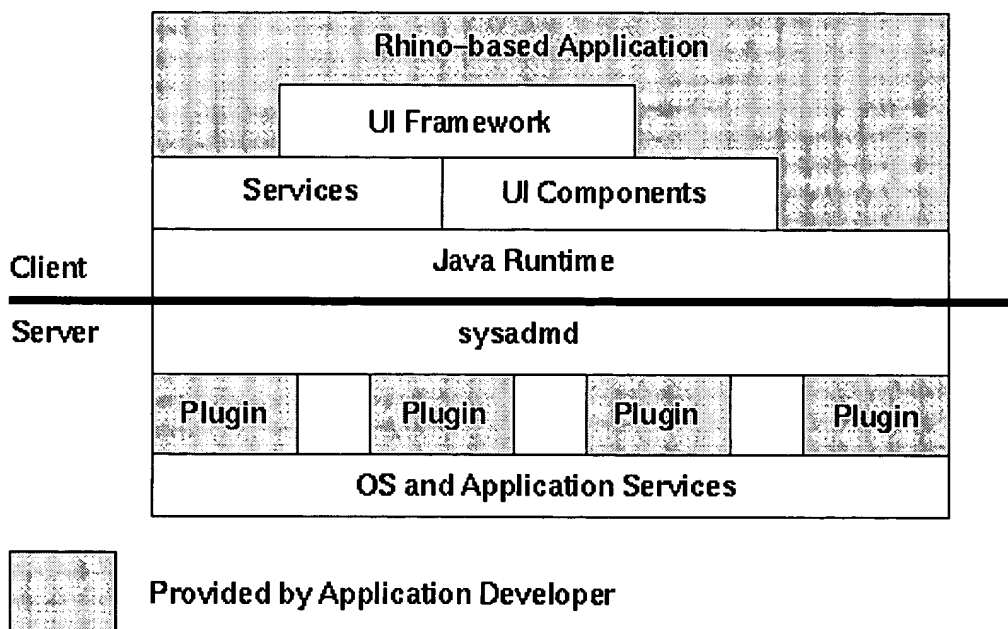 Rhino-based Application
UI Framework
Services UI Components
Java Runtime
Client
Server
sysadmd
Plugin Plugin Plugin Plugin
OS and Application Services
Provided by Application Developer